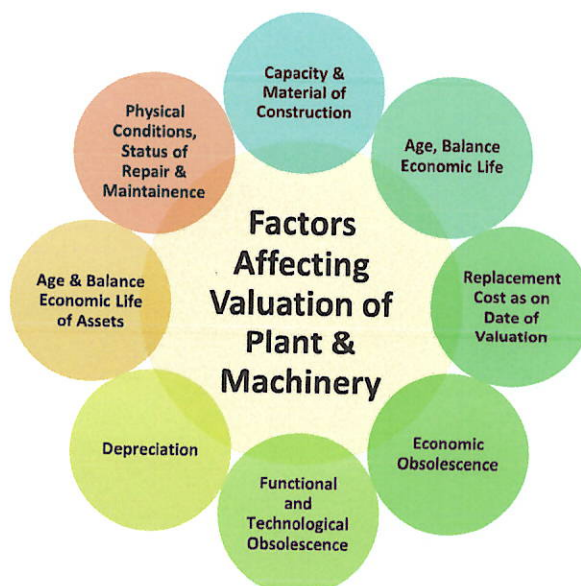 Capacity &
Material of
Construction
Age, Balance
Economic Life
Replacement
Cost as on
Date of
Valuation
Economic
Obsolescence
Functional
and
Technological
Obsolescence
Depreciation
Age & Balance
Economic Life
of Assets
Physical
Conditions,
Status of
Repair &
Maintainence
Factors
Affecting
Valuation of
Plant &
Machinery